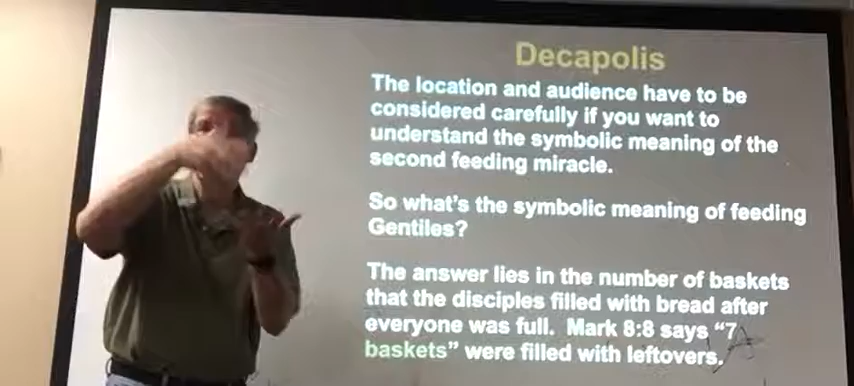 Decapolis
The location and audience have to be
considered carefully if you want to
understand the symbolic meaning of the
second feeding miracle.
So what's the symbolic meaning of feeding
Gentiles?
The answer lies in the number of baskets
that the disciples filled with bread after
everyone was full.  Mark 8:8 says “7
baskets” were filled with leftovers.